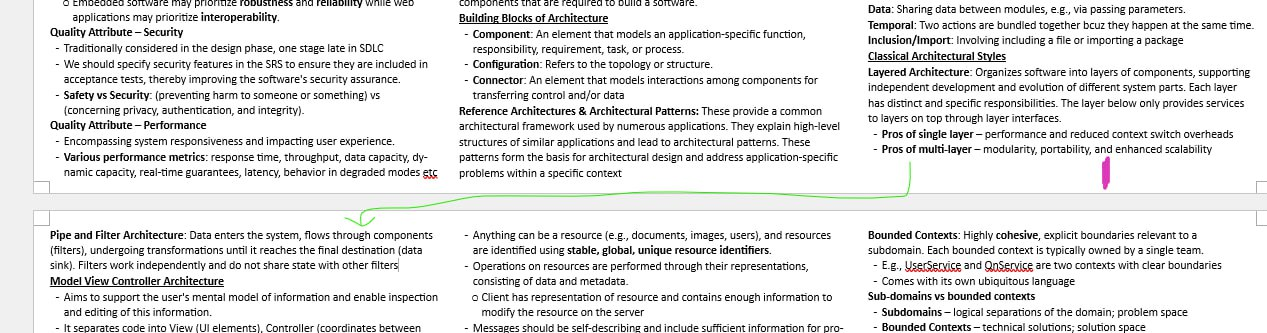 ○ Embedded software may prioritize robustness and reliability while web
applications may prioritize interoperability.
Quality Attribute – Security
- Traditionally considered in the design phase, one stage late in SDLC
- We should specify security features in the SRS to ensure they are included in
acceptance tests, thereby improving the software's security assurance.
- Safety vs Security: (preventing harm to someone or something) vs
(concerning privacy, authentication, and integrity).
Quality Attribute – Performance
- Encompassing system responsiveness and impacting user experience.
- Various performance metrics: response time, throughput, data capacity, dy-
namic capacity, real-time guarantees, latency, behavior in degraded modes etc
components that are required to build a software.
Building Blocks of Architecture
- Component: An element that models an application-specific function,
responsibility, requirement, task, or process.
- Configuration: Refers to the topology or structure.
- Connector: An element that models interactions among components for
transferring control and/or data
Reference Architectures & Architectural Patterns: These provide a common
architectural framework used by numerous applications. They explain high-level
structures of similar applications and lead to architectural patterns. These
patterns form the basis for architectural design and address application-specific
problems within a specific context
Data: Sharing data between modules, e.g., via passing parameters.
Temporal: Two actions are bundled together bcuz they happen at the same time.
Inclusion/Import: Involving including a file or importing a package
Classical Architectural Styles
Layered Architecture: Organizes software into layers of components, supporting
independent development and evolution of different system parts. Each layer
has distinct and specific responsibilities. The layer below only provides services
to layers on top through layer interfaces.
- Pros of single layer – performance and reduced context switch overheads
- Pros of multi-layer – modularity, portability, and enhanced scalability
Pipe and Filter Architecture: Data enters the system, flows through components
(filters), undergoing transformations until it reaches the final destination (data
sink). Filters work independently and do not share state with other filters
Model View Controller Architecture
- Aims to support the user's mental model of information and enable inspection
and editing of this information.
- It separates code into View (UI elements), Controller (coordinates between
- Anything can be a resource (e.g., documents, images, users), and resources
are identified using stable, global, unique resource identifiers.
- Operations on resources are performed through their representations,
consisting of data and metadata.
○ Client has representation of resource and contains enough information to
modify the resource on the server
- Messages should be self-describing and include sufficient information for pro-
Bounded Contexts: Highly cohesive, explicit boundaries relevant to a
subdomain. Each bounded context is typically owned by a single team.
- E.g., UserService and QnService are two contexts with clear boundaries
- Comes with its own ubiquitous language
Sub-domains vs bounded contexts
- Subdomains – logical separations of the domain; problem space
- Bounded Contexts – technical solutions; solution space